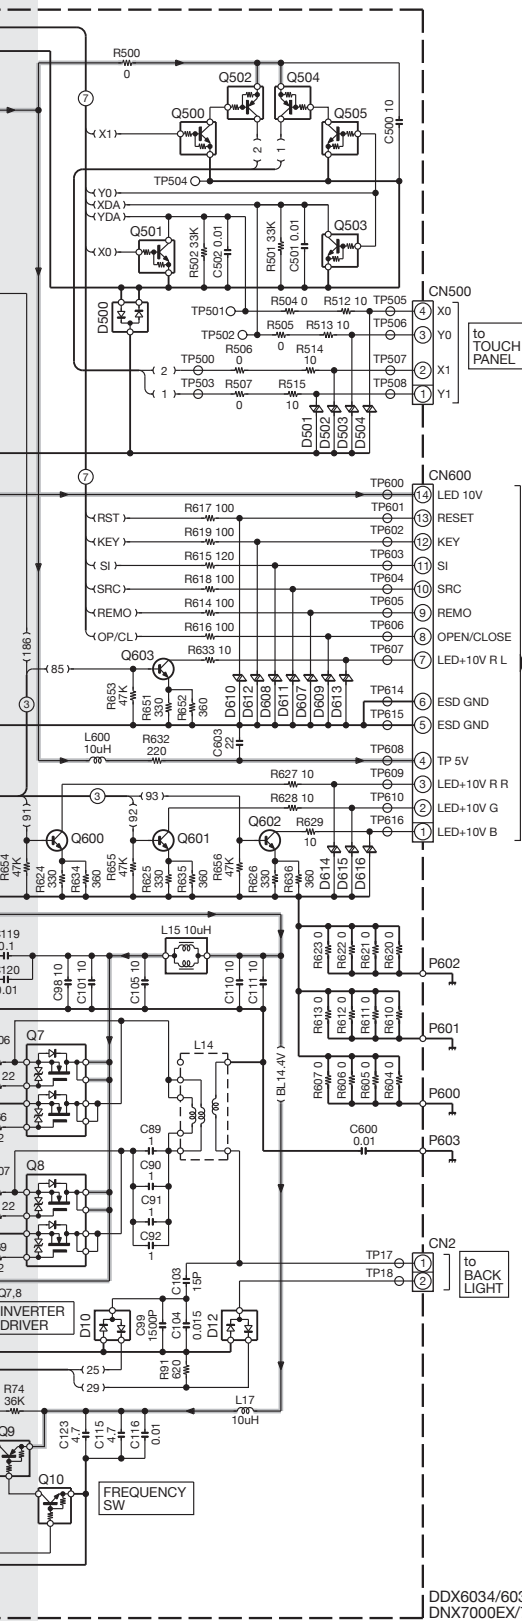 R500
0
Q502 Q504
7
Q500
Q505
C500 10
X1
2
1
TP504
Y0
XDA
YDA
Q501
R502 33K
C502 0.01
R501 33K
C501 0.01
Q503
X0
D500
CN500
TP501
R504 0
R512 10
TP505
4
X0
to
TOUCH
PANEL
TP502
R505
0
R513 10
TP506
3
Y0
2
TP500
R506
0
R514
10
TP507
2
X1
1
TP503
R507
0
R515
10
TP508
1
Y1
D501
D502
D503
D504
7
CN600
TP600
14
LED 10V
RST
R617 100
TP601
13
RESET
KEY
R619 100
TP602
12
KEY
SI
R615 120
TP603
11
SI
SRC
R618 100
TP604
10
SRC
REMO
R614 100
TP605
9
REMO
OP/CL
R616 100
TP606
8
OPEN/CLOSE
186
85
Q603
R633 10
TP607
7
LED+10V R L
3
R653
47K
R651
330
R652
360
D610
D612
D608
D611
D607
D609
D613
TP614
6
ESD GND
TP615
5
ESD GND
C603
22
L600
10uH
R632
220
TP608
4
TP 5V
R627 10
TP609
3
LED+10V R R
3
93
R628 10
TP610
2
LED+10V G
91
92
Q600
Q601
Q602
R629
10
TP616
1
LED+10V B
R654
47K
R624
330
R634
360
R655
47K
R625
330
R635
360
R656
47K
R626
330
R636
360
D614
D615
D616
L15 10uH
C119
0.1
C120
0.01
C98 10
C101 10
C105 10
C110 10
C111 10
R623 0
R622 0
R621 0
R620 0
P602
R613 0
R612 0
R611 0
R610 0
P601
R607 0
R606 0
R605 0
R604 0
P600
Q7
L14
BL14.4V
22
C600
0.01
P603
C89
1
C90
1
C91
1
C92
1
Q8
22
CN2
TP17
1
TP18
2
to
BACK
LIGHT
Q7,8
INVERTER
DRIVER
C103
15P
D10
C99
1500P
C104
0.015
D12
25
29
R91
620
R74
36K
L17
10uH
Q9
C123
4.7
C115
4.7
C116
0.01
Q10
FREQUENCY
SW
DDX6034/603
DNX7000EX/